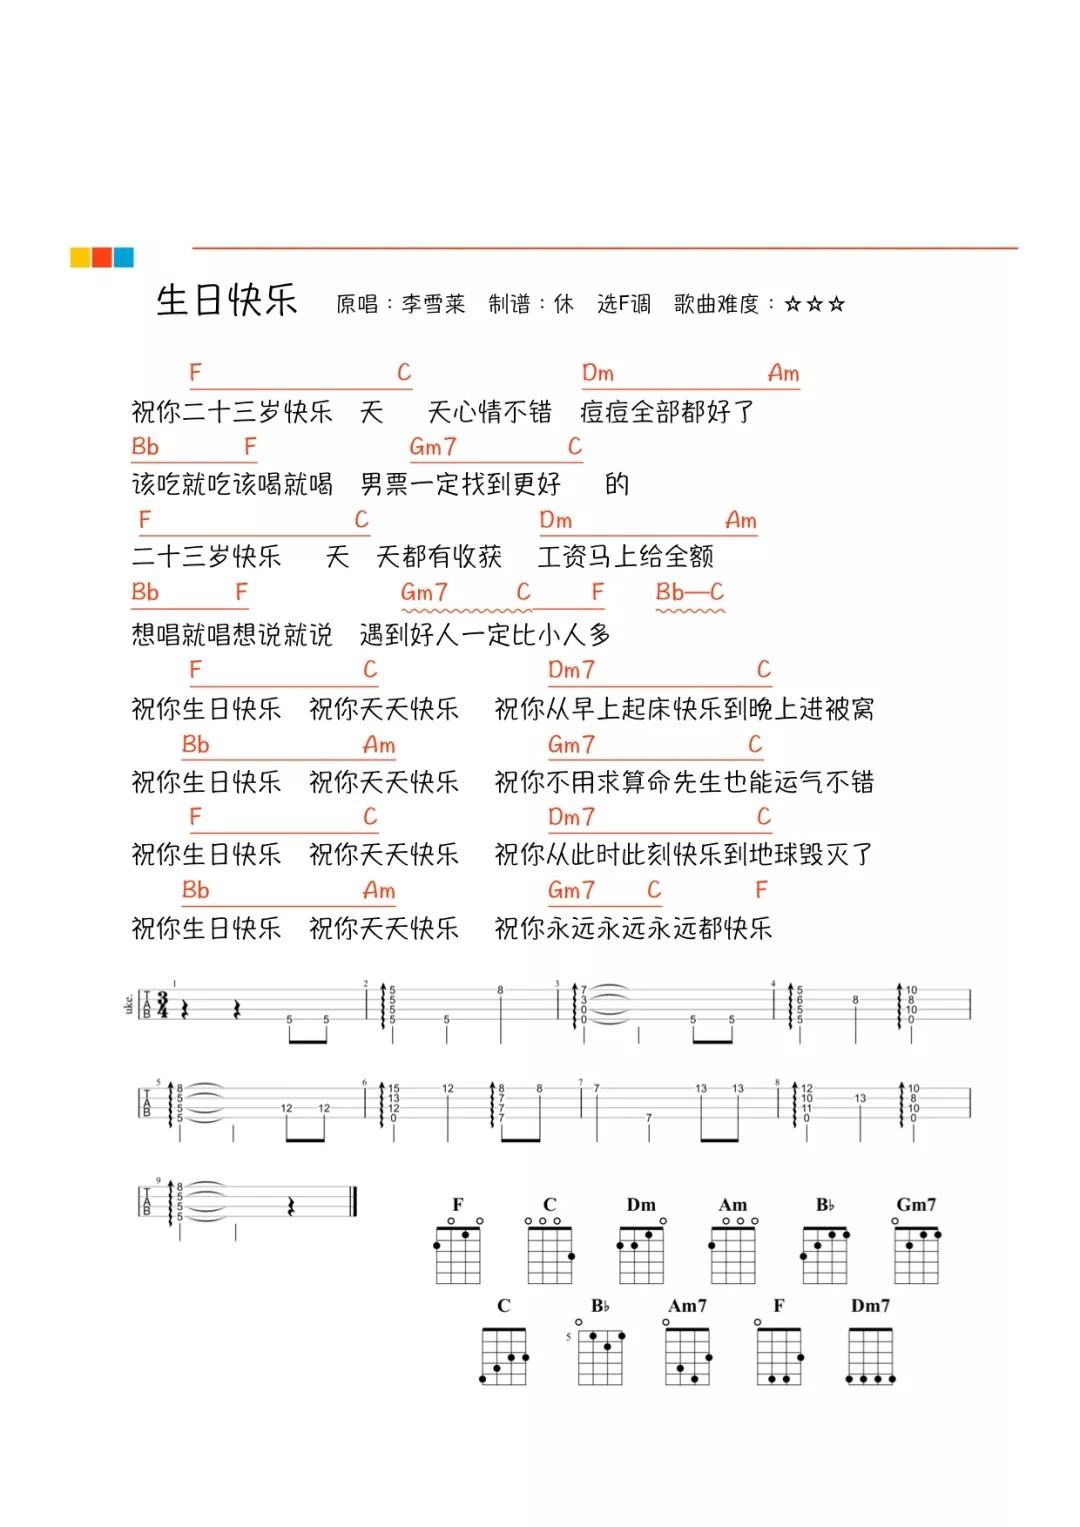 生日快乐 原唱：李雪莱 制谱：休 选F调 歌曲难度：☆☆☆
F C Dm Am
祝你二十三岁快乐 天 天心情不错 痘痘全部都好了
Bb F Gm7 C
该吃就吃该喝就喝 男票一定找到更好 的
F C Dm Am
二十三岁快乐 天 天都有收获 工资马上给全额
Bb F Gm7 C F Bb—C
想唱就唱想说就说 遇到好人一定比小人多
F C Dm7 C
祝你生日快乐 祝你天天快乐 祝你从早上起床快乐到晚上进被窝
Bb Am Gm7 C
祝你生日快乐 祝你天天快乐 祝你不用求算命先生也能运气不错
F C Dm7 C
祝你生日快乐 祝你天天快乐 祝你从此时此刻快乐到地球毁灭了
Bb Am Gm7 C F
祝你生日快乐 祝你天天快乐 祝你永远永远永远都快乐
uke. TAB 3/4 1 5 5 2 5 5 5 5 5 8 3 7 3 0 0 5 5 4 5 6 5 5 8 10 8 10 0
TAB 5 8 5 5 5 12 12 6 15 13 12 0 12 8 7 7 7 8 7 7 7 13 13 8 12 10 11 0 13 10 8 10 0
TAB 9 8 5 5 5
F C Dm Am B♭ Gm7
C B♭ Am7 F Dm7
5